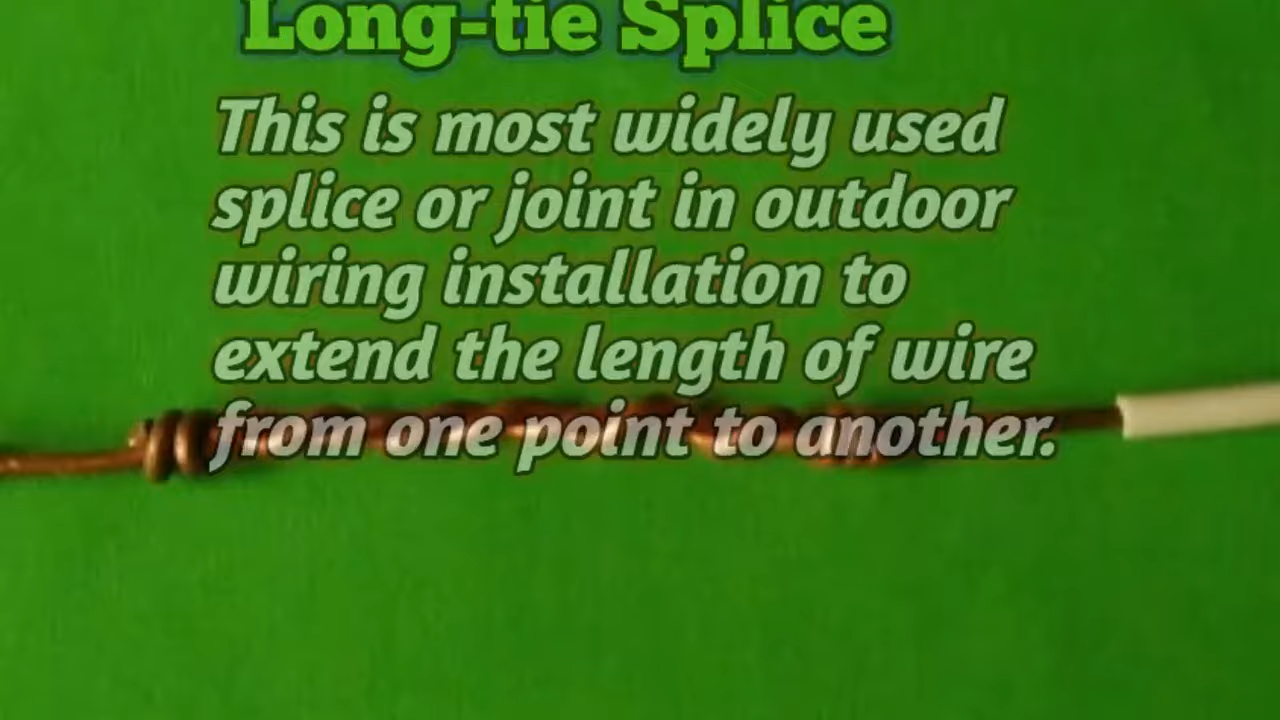 Long-tie Splice
This is most widely used
splice or joint in outdoor
wiring installation to
extend the length of wire
from one point to another.